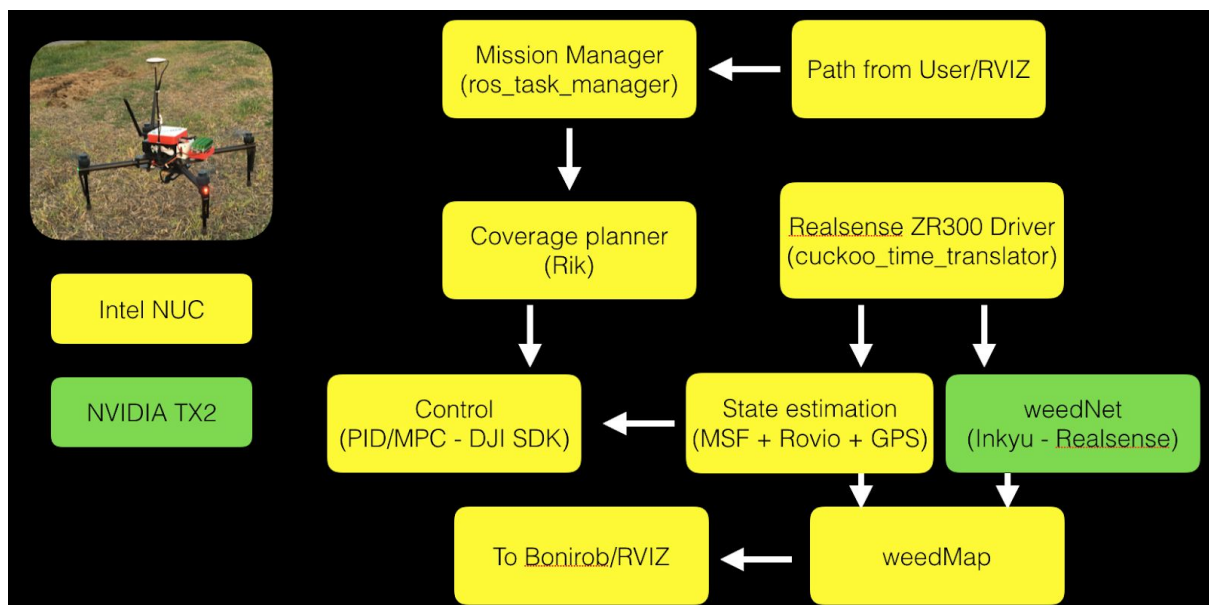 Mission Manager
(ros_task_manager)
Path from User/RVIZ
Coverage planner
(Rik)
Realsense ZR300 Driver
(cuckoo_time_translator)
Intel NUC
NVIDIA TX2
Control
(PID/MPC - DJI SDK)
State estimation
(MSF + Rovio + GPS)
weedNet
(Inkyu - Realsense)
To Bonirob/RVIZ
weedMap